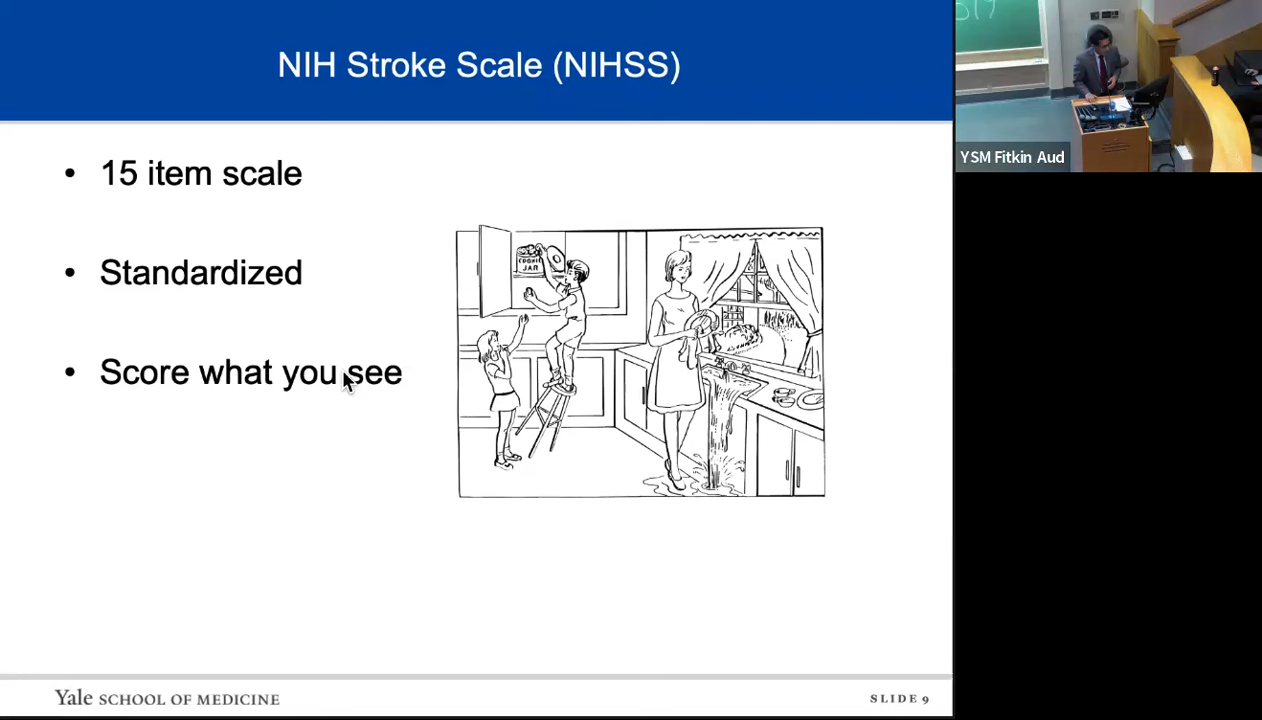 NIH Stroke Scale (NIHSS)
• 15 item scale
• Standardized
• Score what you see
COOKIE
JAR
Yale SCHOOL OF MEDICINE
SLIDE 9
YSM Fitkin Aud